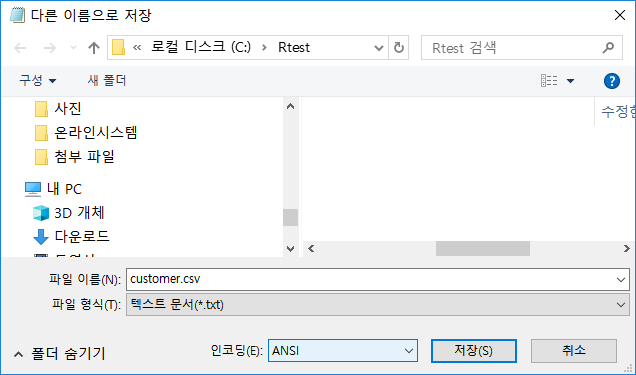 다른 이름으로 저장
« 로컬 디스크 (C:) > Rtest
Rtest 검색
구성
새 폴더
수정한
사진
온라인시스템
첨부 파일
내 PC
3D 개체
다운로드
파일 이름(N): customer.csv
파일 형식(T): 텍스트 문서(*.txt)
폴더 숨기기
인코딩(E): ANSI
저장(S)
취소